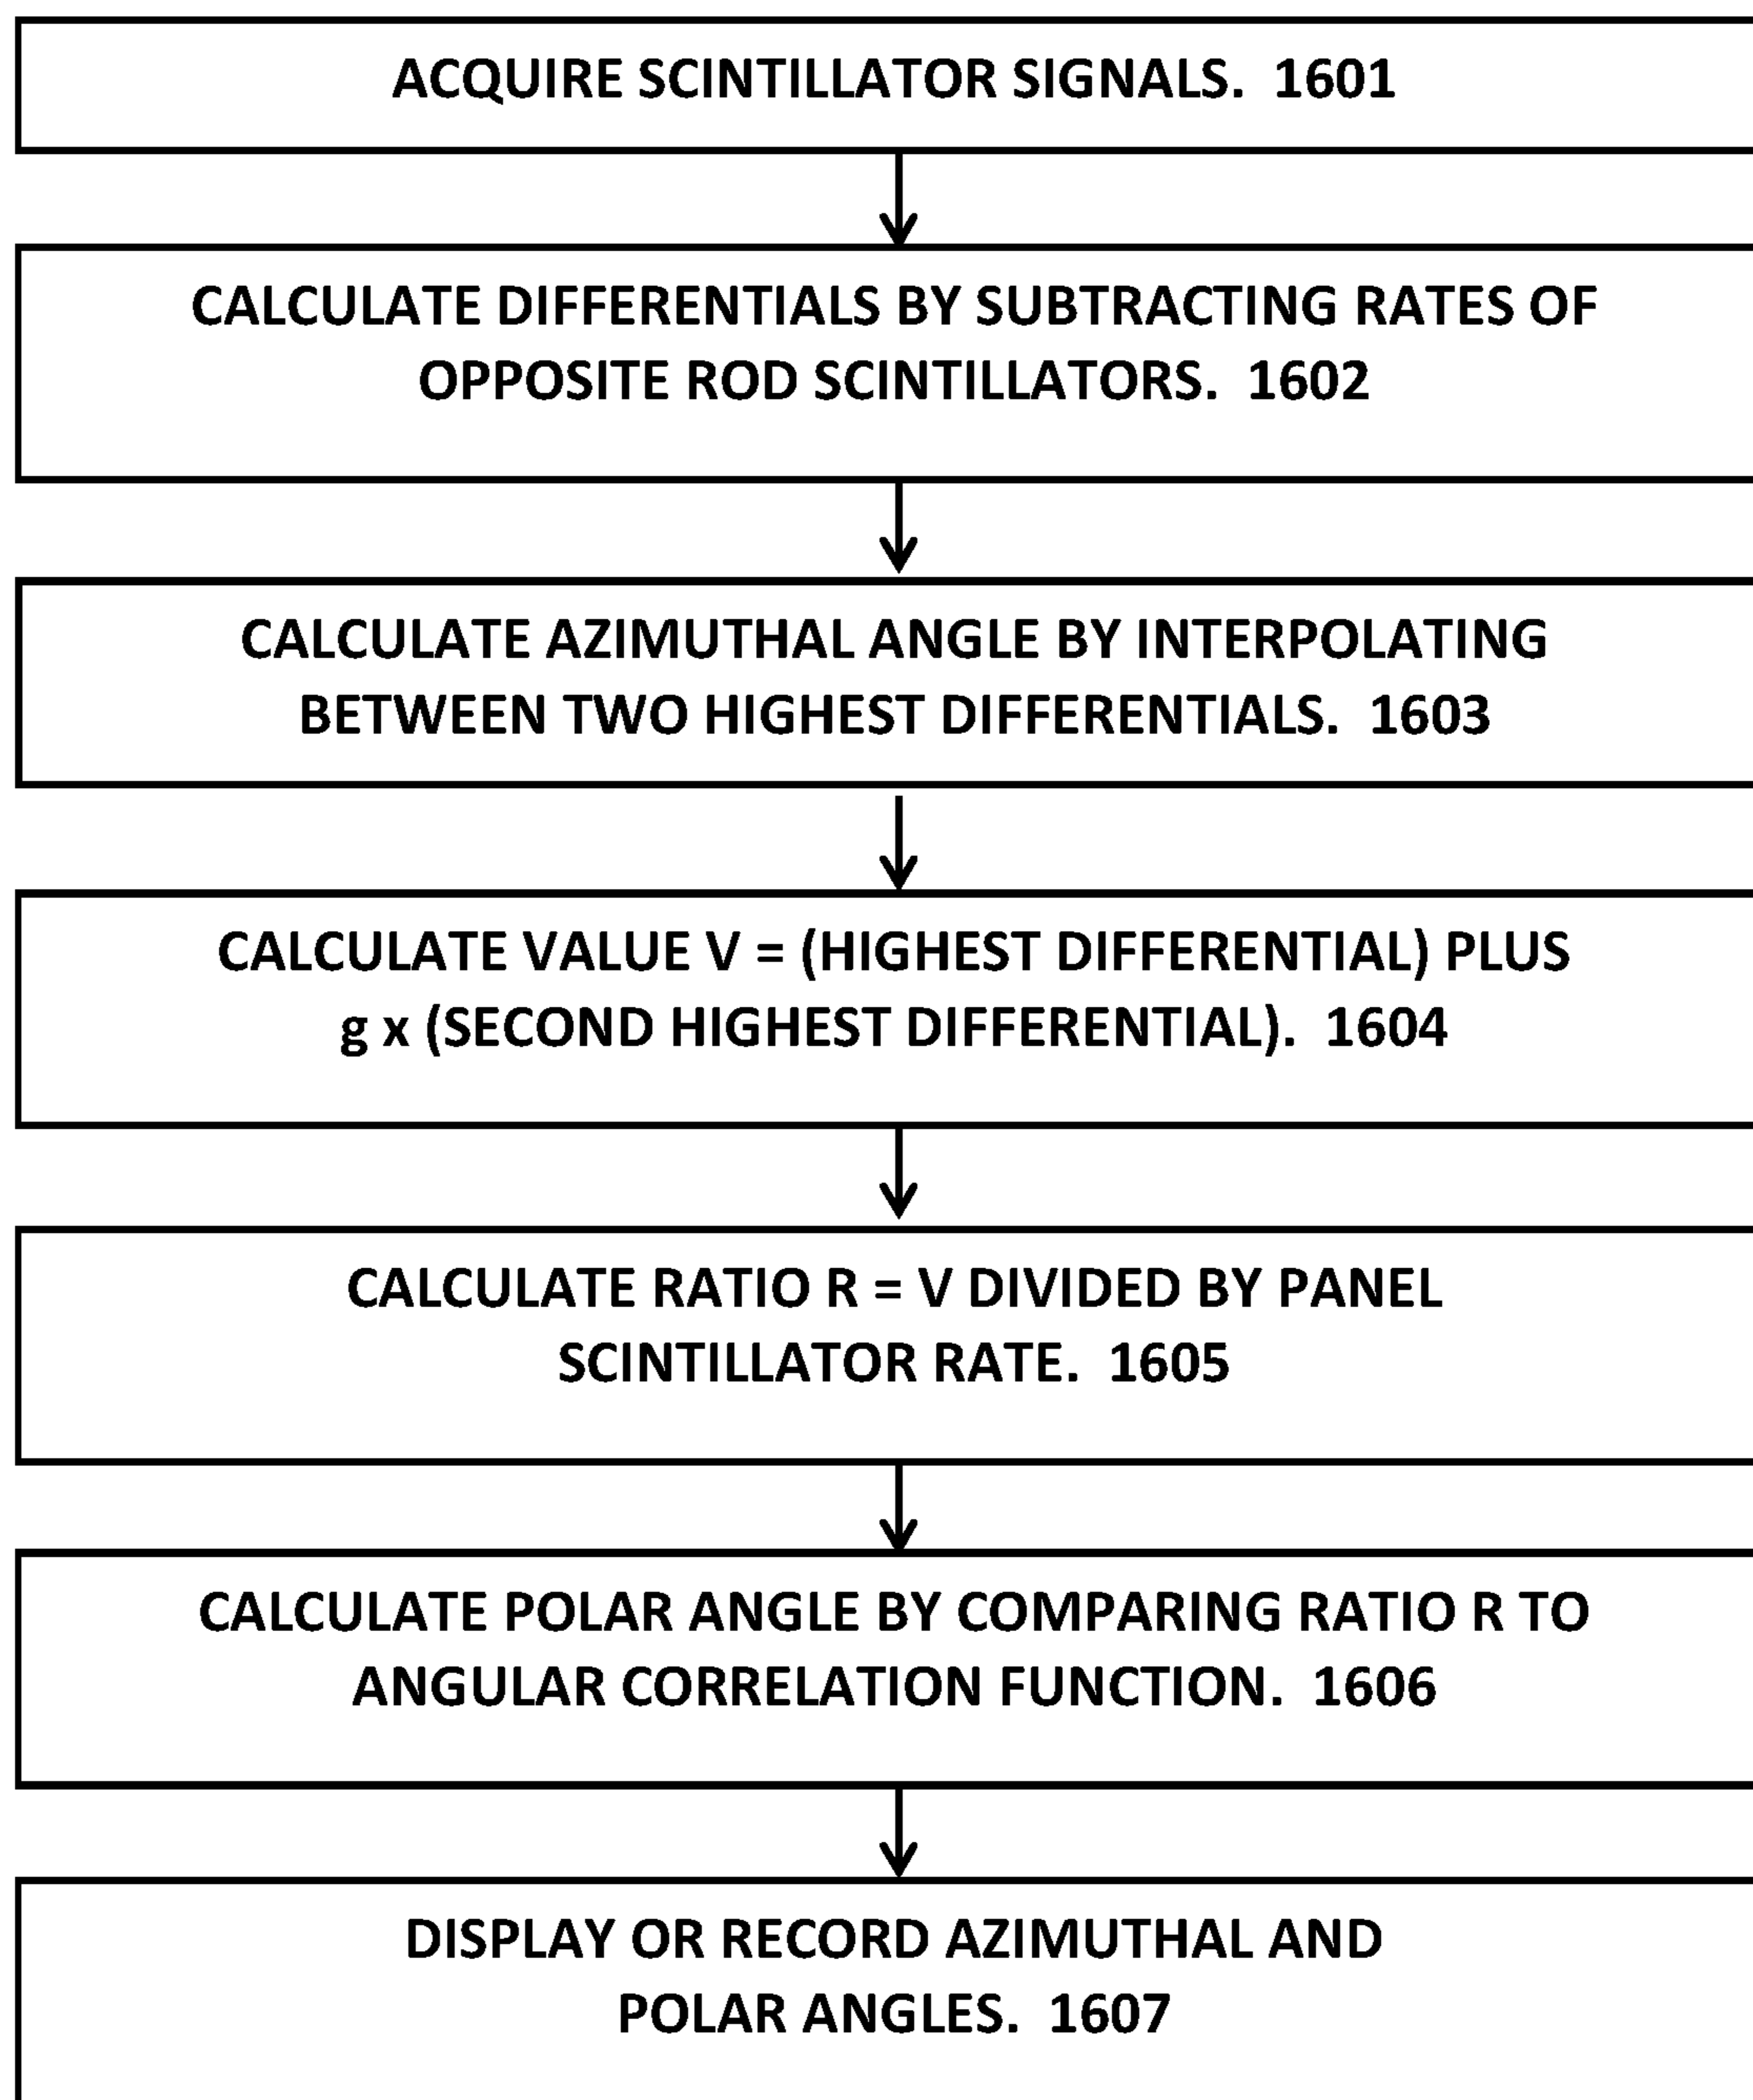 ACQUIRE SCINTILLATOR SIGNALS.  1601
CALCULATE DIFFERENTIALS BY SUBTRACTING RATES OF
OPPOSITE ROD SCINTILLATORS.  1602
CALCULATE AZIMUTHAL ANGLE BY INTERPOLATING
BETWEEN TWO HIGHEST DIFFERENTIALS.  1603
CALCULATE VALUE V = (HIGHEST DIFFERENTIAL) PLUS
g x (SECOND HIGHEST DIFFERENTIAL).  1604
CALCULATE RATIO R = V DIVIDED BY PANEL
SCINTILLATOR RATE.  1605
CALCULATE POLAR ANGLE BY COMPARING RATIO R TO
ANGULAR CORRELATION FUNCTION.  1606
DISPLAY OR RECORD AZIMUTHAL AND
POLAR ANGLES.  1607